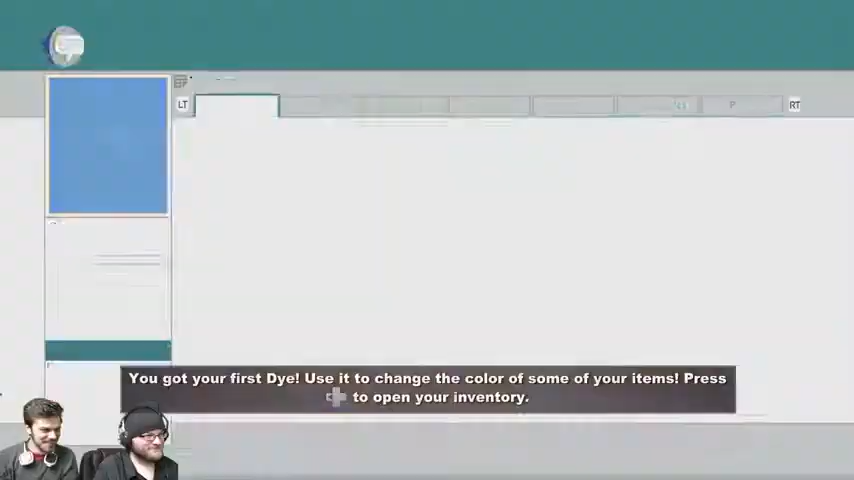 LT
P
RT
You got your first Dye! Use it to change the color of some of your items! Press
to open your inventory.